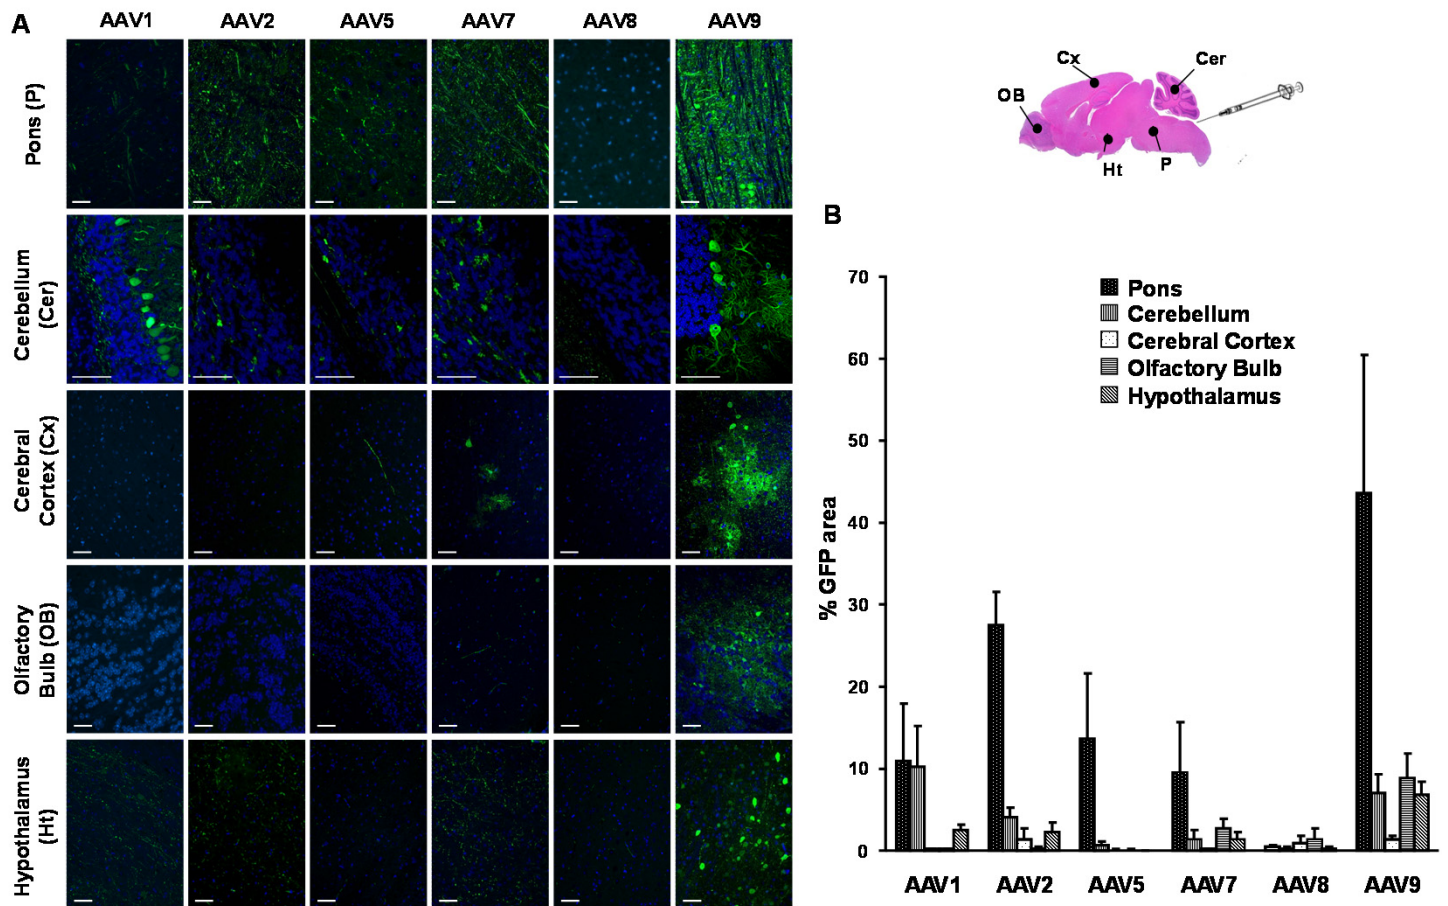 A
AAV1 AAV2 AAV5 AAV7 AAV8 AAV9
Pons (P)
Cerebellum
(Cer)
Cerebral
Cortex (Cx)
Olfactory
Bulb (OB)
Hypothalamus
(Ht)
Cx
Cer
OB
Ht
P
B
% GFP area
70
60
50
40
30
20
10
0
Pons
Cerebellum
Cerebral Cortex
Olfactory Bulb
Hypothalamus
AAV1 AAV2 AAV5 AAV7 AAV8 AAV9